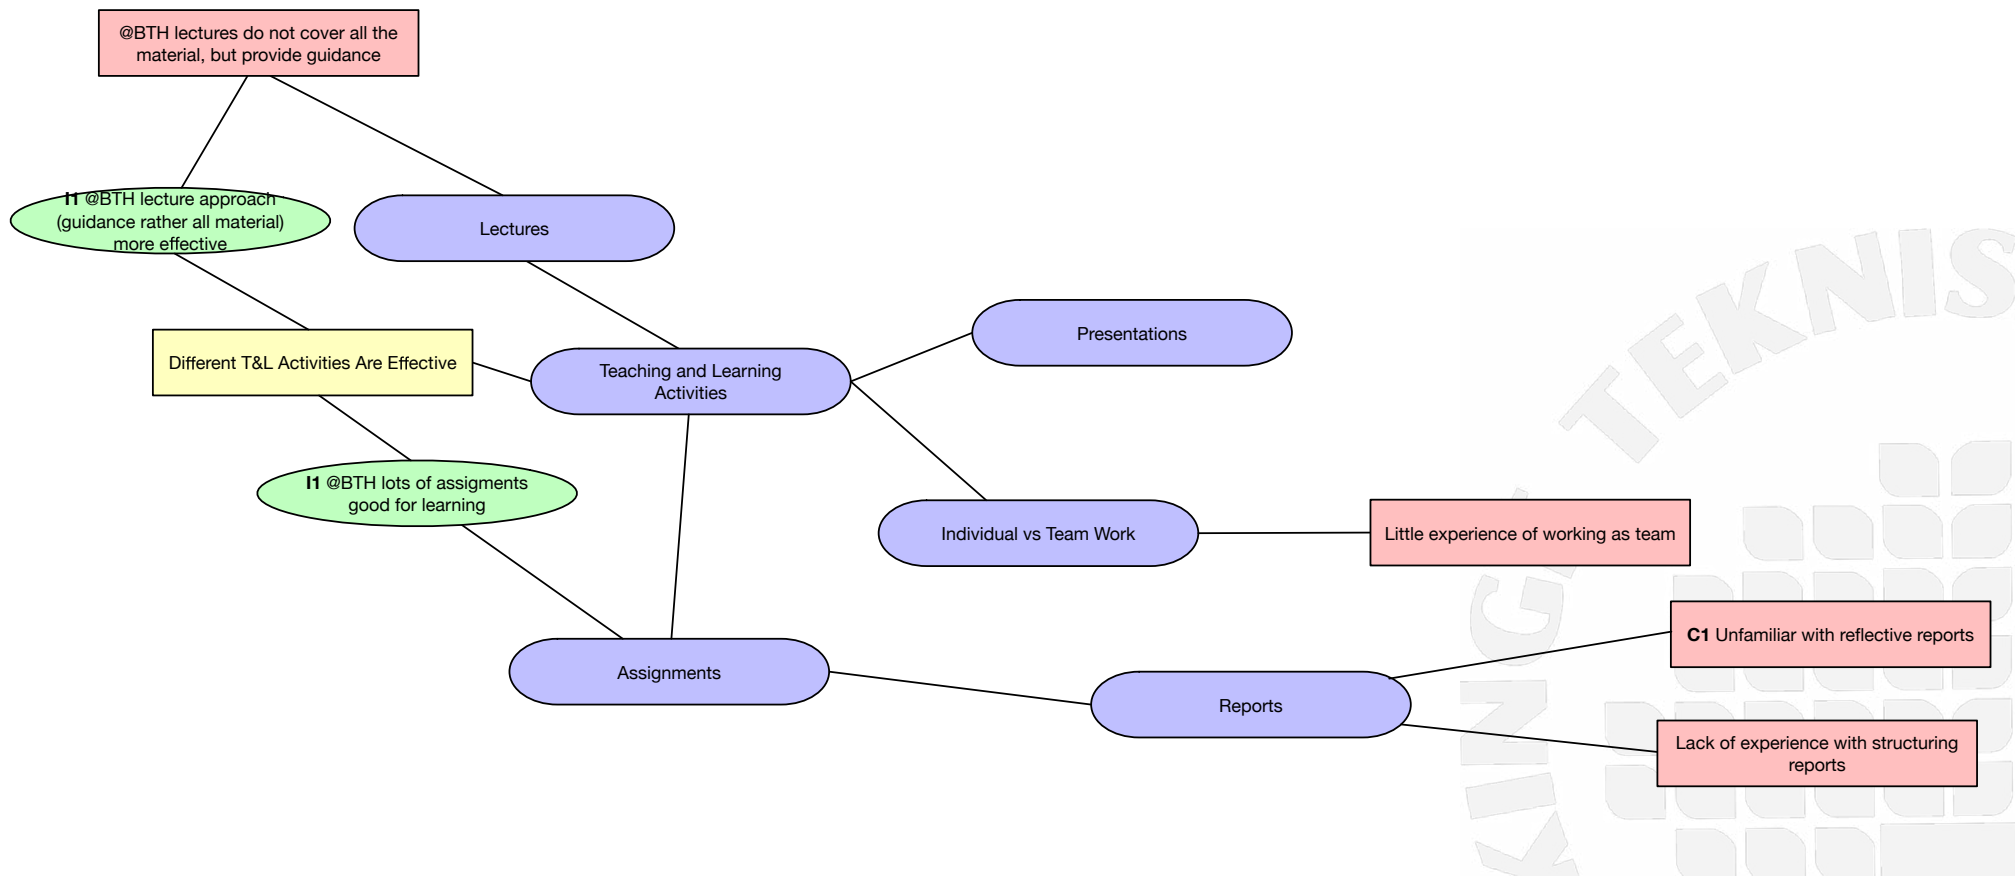 @BTH lectures do not cover all the
material, but provide guidance
I1 @BTH lecture approach
(guidance rather all material)
more effective
Lectures
Presentations
Different T&L Activities Are Effective
Teaching and Learning
Activities
I1 @BTH lots of assigments
good for learning
Individual vs Team Work
Little experience of working as team
C1 Unfamiliar with reflective reports
Assignments
Reports
Lack of experience with structuring
reports
KINGE TEKNIS